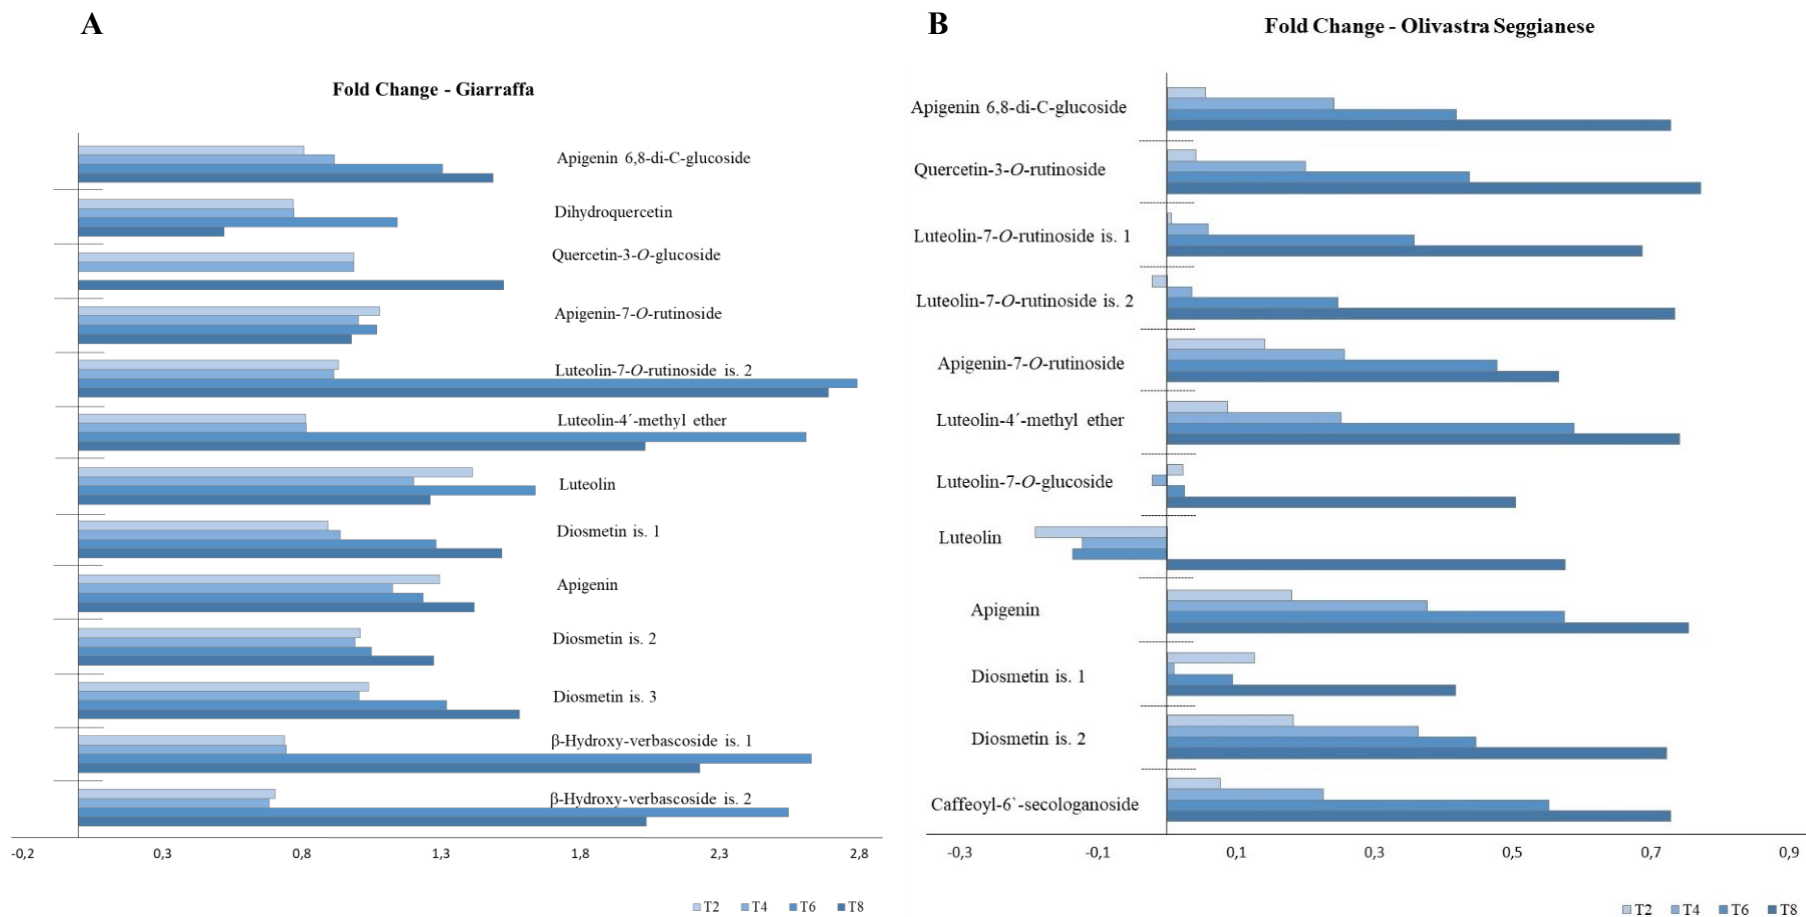 A
Fold Change - Giarraffa
Apigenin 6,8-di-C-glucoside
Dihydroquercetin
Quercetin-3-O-glucoside
Apigenin-7-O-rutinoside
Luteolin-7-O-rutinoside is. 2
Luteolin-4´-methyl ether
Luteolin
Diosmetin is. 1
Apigenin
Diosmetin is. 2
Diosmetin is. 3
β-Hydroxy-verbascoside is. 1
β-Hydroxy-verbascoside is. 2
-0,2 0,3 0,8 1,3 1,8 2,3 2,8
T2 T4 T6 T8
B
Fold Change - Olivastra Seggianese
Apigenin 6,8-di-C-glucoside
Quercetin-3-O-rutinoside
Luteolin-7-O-rutinoside is. 1
Luteolin-7-O-rutinoside is. 2
Apigenin-7-O-rutinoside
Luteolin-4´-methyl ether
Luteolin-7-O-glucoside
Luteolin
Apigenin
Diosmetin is. 1
Diosmetin is. 2
Caffeoyl-6`-secologanoside
-0,3 -0,1 0,1 0,3 0,5 0,7 0,9
T2 T4 T6 T8